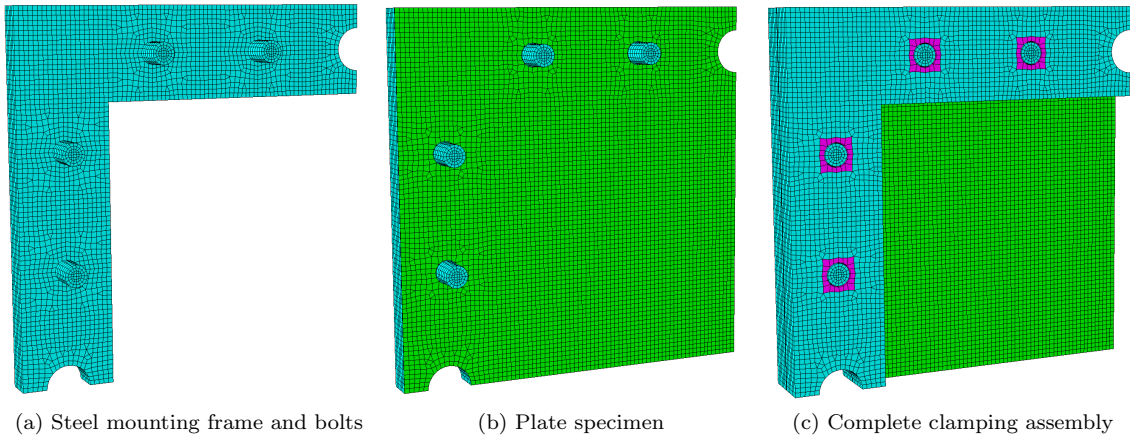 (a) Steel mounting frame and bolts
(b) Plate specimen
(c) Complete clamping assembly